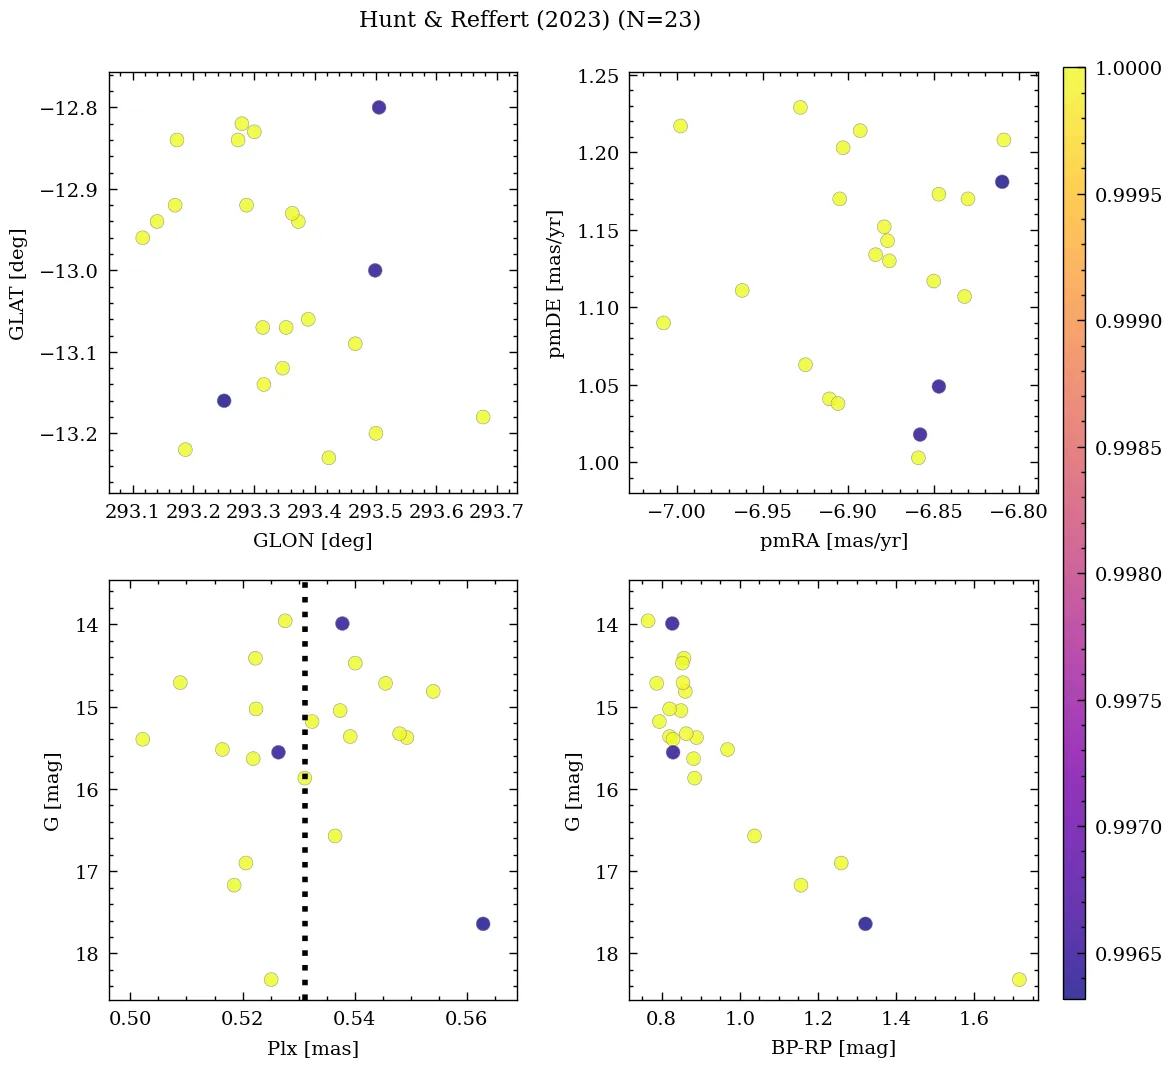 Hunt & Reffert (2023) (N=23)
−12.8
−12.9
−13.0
−13.1
−13.2
GLAT [deg]
293.1 293.2 293.3 293.4 293.5 293.6 293.7
GLON [deg]
1.25
1.20
1.15
1.10
1.05
1.00
pmDE [mas/yr]
−7.00 −6.95 −6.90 −6.85 −6.80
pmRA [mas/yr]
14
15
16
17
18
G [mag]
0.50 0.52 0.54 0.56
Plx [mas]
14
15
16
17
18
G [mag]
0.8 1.0 1.2 1.4 1.6
BP-RP [mag]
1.0000
0.9995
0.9990
0.9985
0.9980
0.9975
0.9970
0.9965